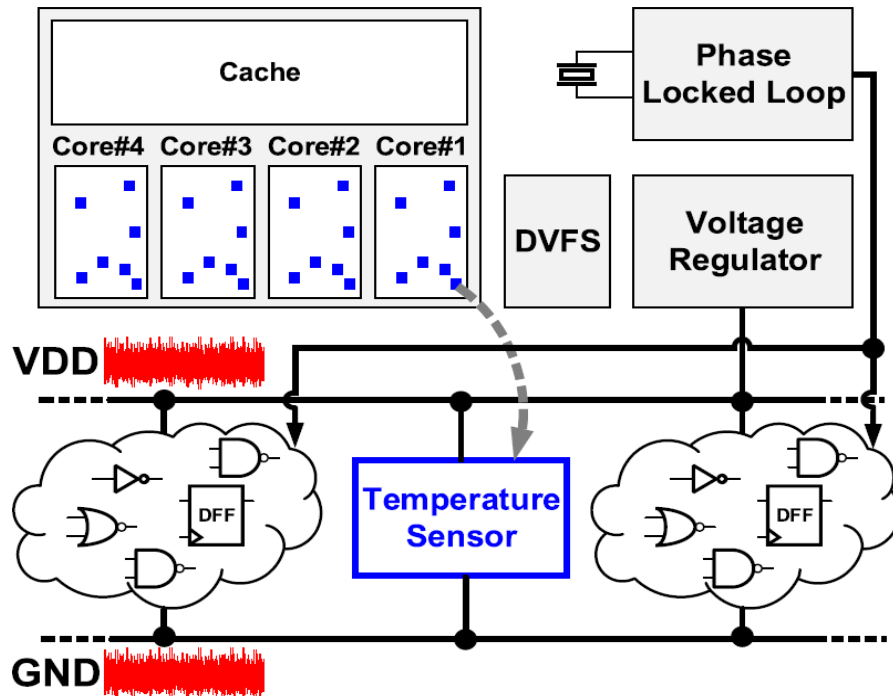 Cache
Phase
Locked Loop
Core#4 Core#3 Core#2 Core#1
DVFS
Voltage
Regulator
VDD
Temperature
Sensor
DFF
DFF
GND